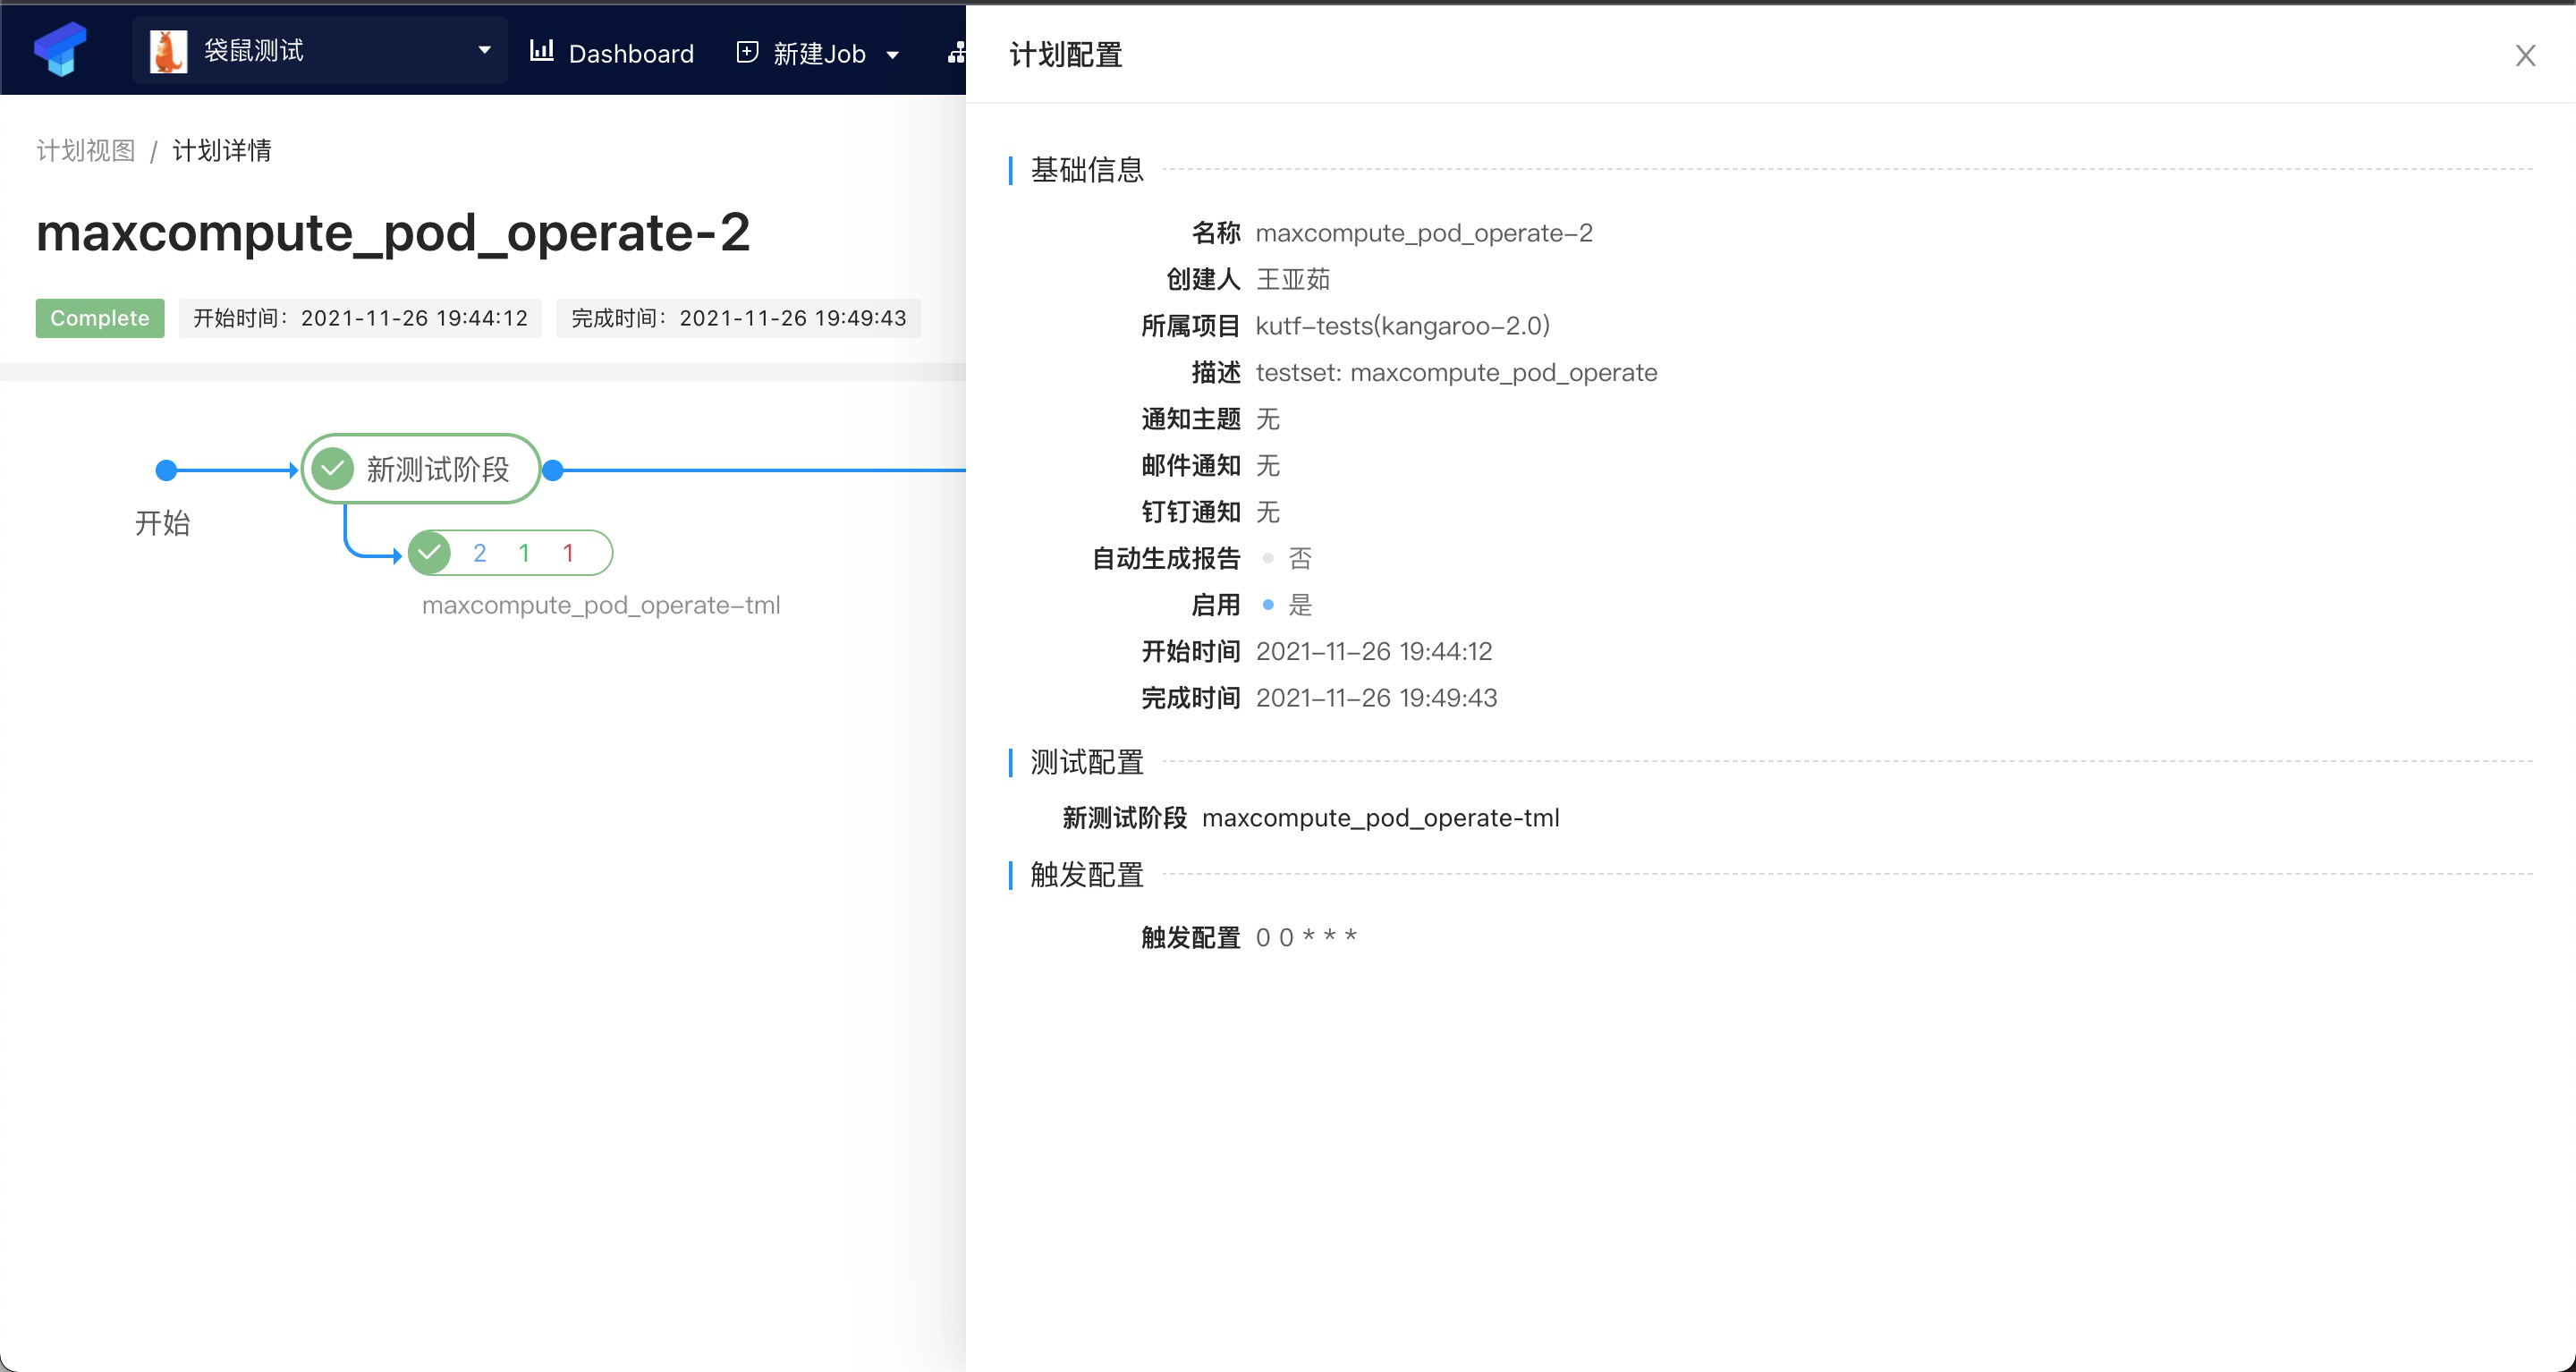 袋鼠测试
Dashboard
新建Job
计划视图 / 计划详情
maxcompute_pod_operate-2
Complete 开始时间：2021-11-26 19:44:12 完成时间：2021-11-26 19:49:43
新测试阶段
开始
2 1 1
maxcompute_pod_operate-tml
计划配置
基础信息
名称 maxcompute_pod_operate-2
创建人 王亚茹
所属项目 kutf-tests(kangaroo-2.0)
描述 testset: maxcompute_pod_operate
通知主题 无
邮件通知 无
钉钉通知 无
自动生成报告 否
启用 是
开始时间 2021-11-26 19:44:12
完成时间 2021-11-26 19:49:43
测试配置
新测试阶段 maxcompute_pod_operate-tml
触发配置
触发配置 0 0 * * *